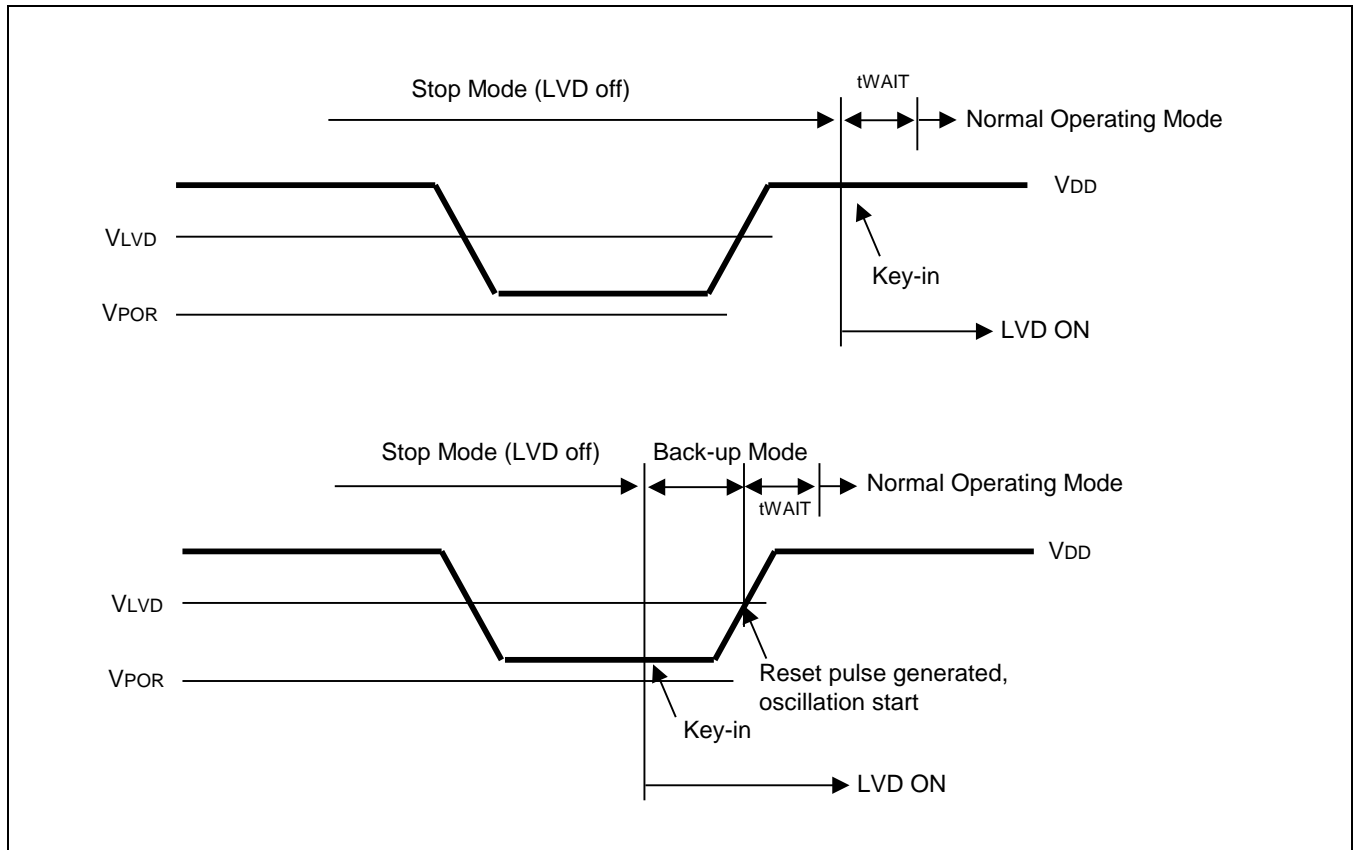 Stop Mode (LVD off)
tWAIT
Normal Operating Mode
VDD
VLVD
Key-in
VPOR
LVD ON
Stop Mode (LVD off)
Back-up Mode
Normal Operating Mode
tWAIT
VDD
VLVD
Reset pulse generated,
oscillation start
VPOR
Key-in
LVD ON